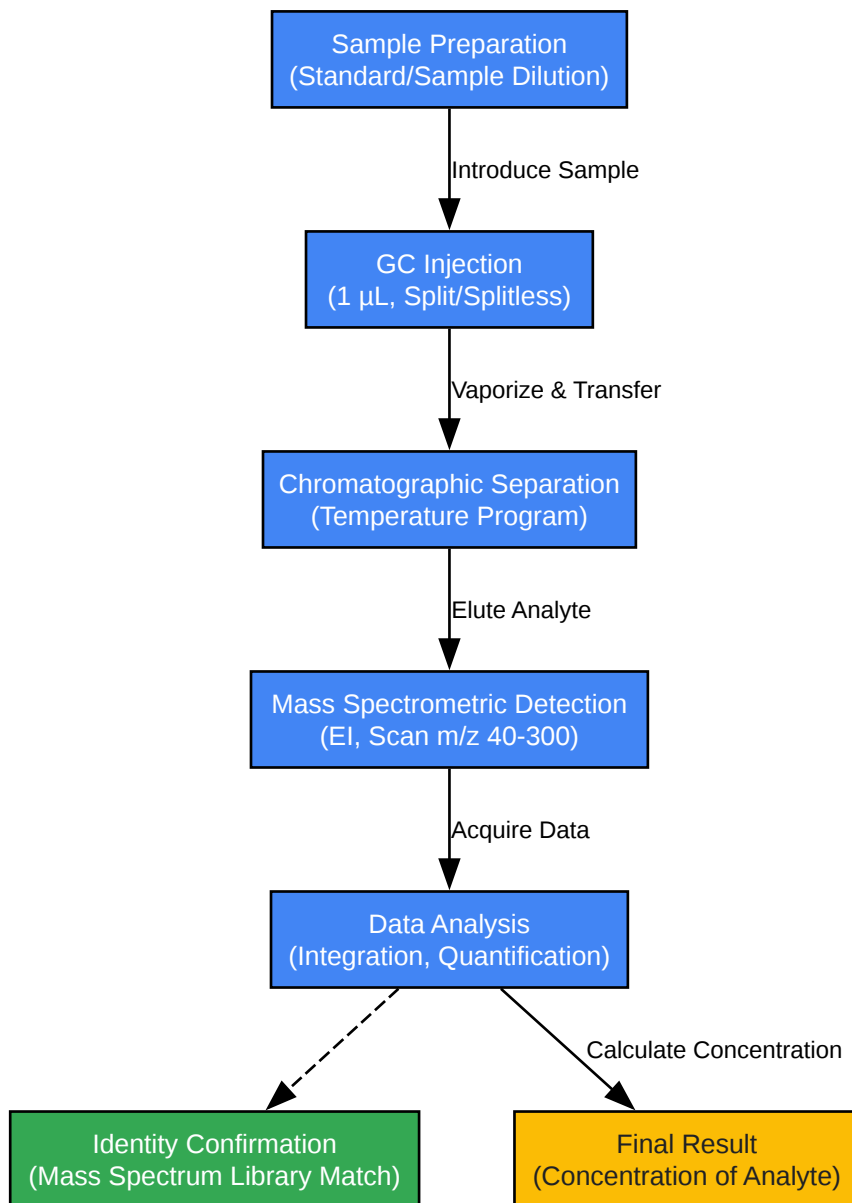 Sample Preparation
(Standard/Sample Dilution)
Introduce Sample
GC Injection
(1 µL, Split/Splitless)
Vaporize & Transfer
Chromatographic Separation
(Temperature Program)
Elute Analyte
Mass Spectrometric Detection
(EI, Scan m/z 40-300)
Acquire Data
Data Analysis
(Integration, Quantification)
Calculate Concentration
Identity Confirmation
(Mass Spectrum Library Match)
Final Result
(Concentration of Analyte)